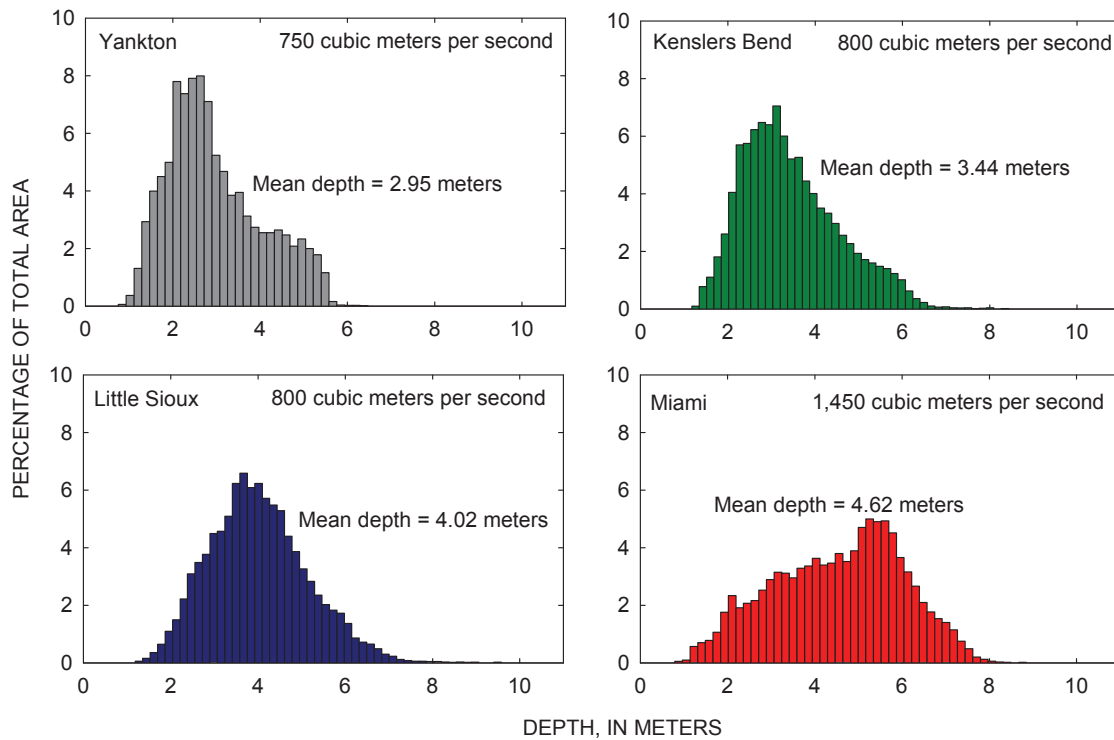 PERCENTAGE OF TOTAL AREA
10
8
6
4
2
0
Yankton
750 cubic meters per second
Mean depth = 2.95 meters
0 2 4 6 8 10
10
8
6
4
2
0
Kenslers Bend
800 cubic meters per second
Mean depth = 3.44 meters
0 2 4 6 8 10
10
8
6
4
2
0
Little Sioux
800 cubic meters per second
Mean depth = 4.02 meters
0 2 4 6 8 10
10
8
6
4
2
0
Miami
1,450 cubic meters per second
Mean depth = 4.62 meters
0 2 4 6 8 10
DEPTH, IN METERS